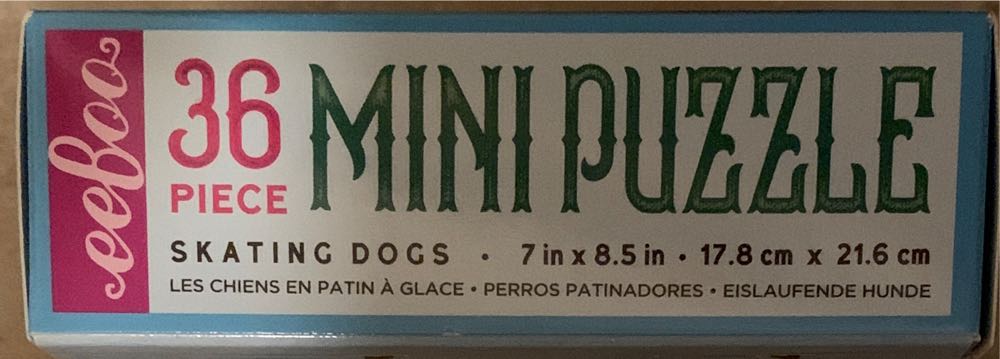 eeboo
36
PIECE
MINI PUZZLE
SKATING DOGS • 7 in x 8.5 in • 17.8 cm x 21.6 cm
LES CHIENS EN PATIN À GLACE • PERROS PATINADORES • EISLAUFENDE HUNDE